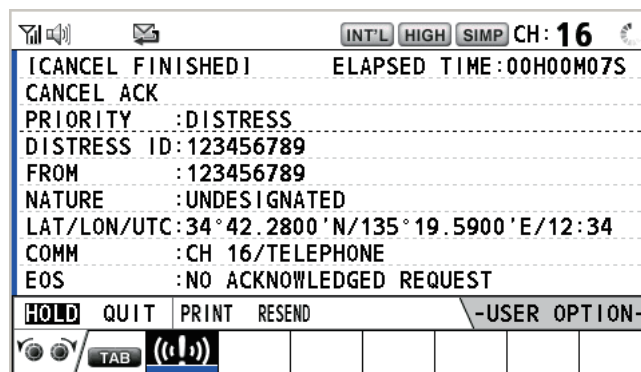 INT'L HIGH SIMP CH: 16
[CANCEL FINISHED] ELAPSED TIME:00H00M07S
CANCEL ACK
PRIORITY :DISTRESS
DISTRESS ID:123456789
FROM :123456789
NATURE :UNDESIGNATED
LAT/LON/UTC:34°42.2800'N/135°19.5900'E/12:34
COMM :CH 16/TELEPHONE
EOS :NO ACKNOWLEDGED REQUEST
HOLD QUIT PRINT RESEND -USER OPTION-
TAB